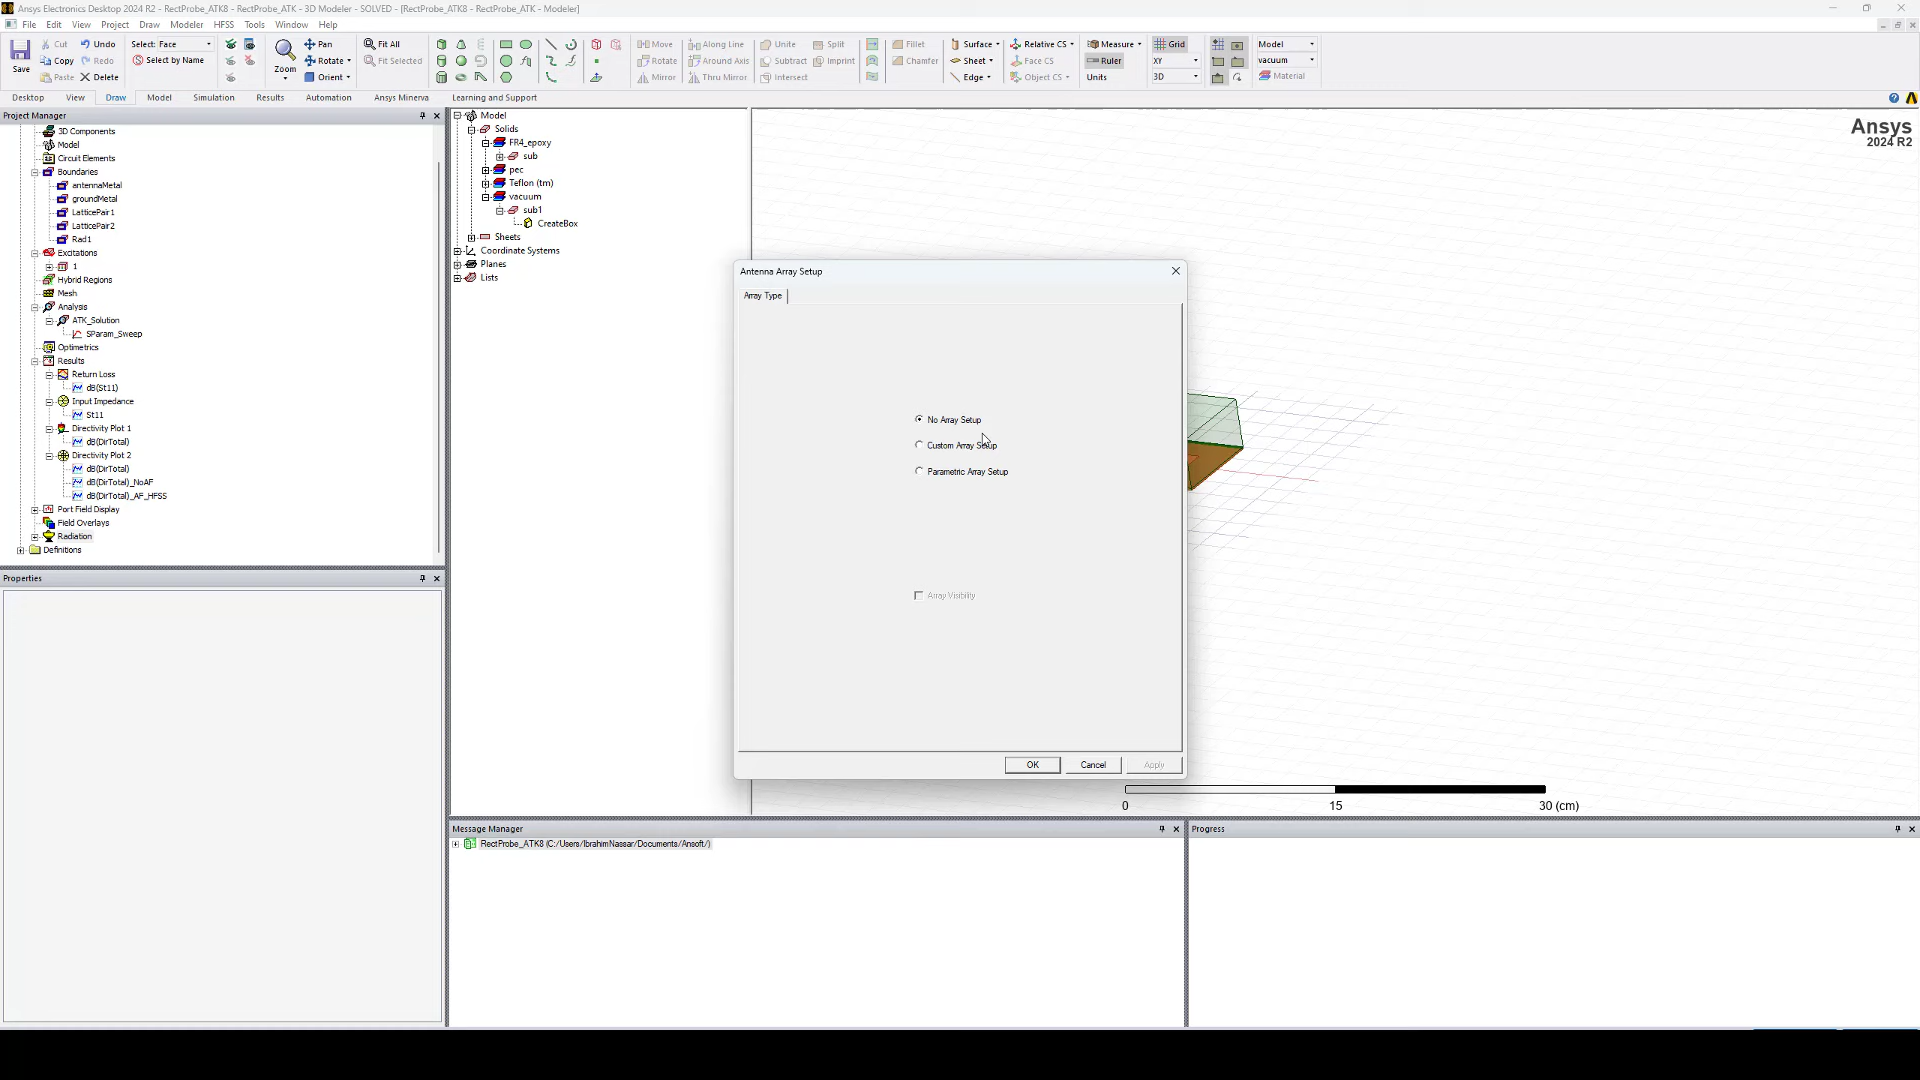 Ansys Electronics Desktop 2024 R2 - RectProbe_ATK8 - RectProbe_ATK - 3D Modeler - SOLVED - [RectProbe_ATK8 - RectProbe_ATK - Modeler]
File Edit View Project Draw Modeler HFSS Tools Window Help
Save Cut Undo Select: Face Zoom Pan Fit All Move Along Line Unite Split Fillet Surface Relative CS Measure Grid Model
Copy Redo Select by Name Rotate Fit Selected Rotate Around Axis Subtract Imprint Chamfer Sheet Face CS Ruler XY vacuum
Paste Delete Orient Mirror Thru Mirror Intersect Edge Object CS Units 3D Material
Desktop View Draw Model Simulation Results Automation Ansys Minerva Learning and Support
Project Manager
3D Components
Model
Circuit Elements
Boundaries
antennaMetal
groundMetal
LatticePair1
LatticePair2
Rad1
Excitations
1
Hybrid Regions
Mesh
Analysis
ATK_Solution
SParam_Sweep
Optimetrics
Results
Return Loss
dB(St11)
Input Impedance
St11
Directivity Plot 1
dB(DirTotal)
Directivity Plot 2
dB(DirTotal)
dB(DirTotal)_NoAF
dB(DirTotal)_AF_HFSS
Port Field Display
Field Overlays
Radiation
Definitions
Properties
Model
Solids
FR4_epoxy
sub
pec
Teflon (tm)
vacuum
sub1
CreateBox
Sheets
Coordinate Systems
Planes
Lists
Ansys
2024 R2
Antenna Array Setup
Array Type
No Array Setup
Custom Array Setup
Parametric Array Setup
Array Visibility
OK Cancel Apply
0 15 30 (cm)
Message Manager
RectProbe_ATK8 (C:/Users/IbrahimNassar/Documents/Ansoft/)
Progress